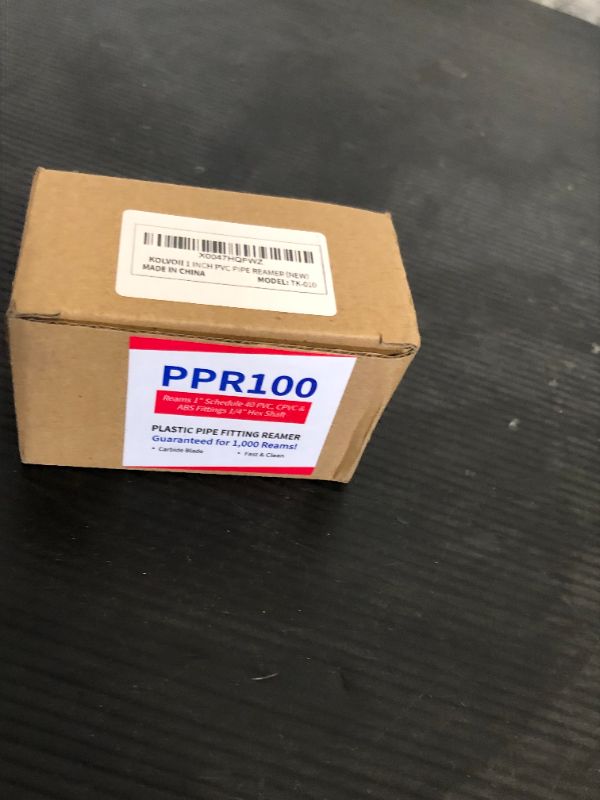 X0047HQPWZ
KOLVOII 1 INCH PVC PIPE REAMER (NEW)
MADE IN CHINA
MODEL: TK-010
PPR100
Reams 1" Schedule 40 PVC, CPVC &
ABS Fittings 1/4" Hex Shaft
PLASTIC PIPE FITTING REAMER
Guaranteed for 1,000 Reams!
• Carbide Blade • Fast & Clean